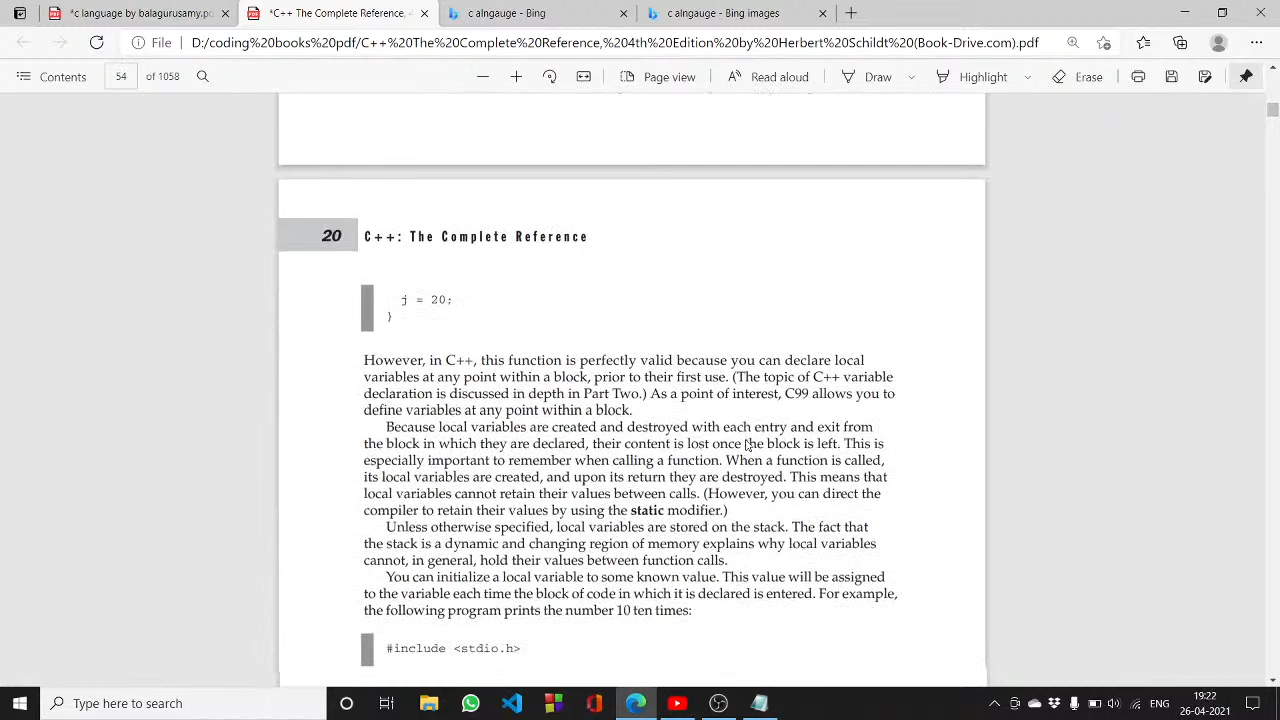 *c language by balagurusamy.pd
*C++ The Complete Reference,
c alngauge - Bing
c alngauge - Bing images
File
D:/coding%20books%20pdf/C++%20The%20Complete%20Reference,%204th%20Edition%20by%20Herbert%20Schildt%20(Book-Drive.com).pdf
Contents
54
of 1058
Page view
Read aloud
Draw
Highlight
Erase
20 C++: The Complete Reference
j = 20;
}
However, in C++, this function is perfectly valid because you can declare local
variables at any point within a block, prior to their first use. (The topic of C++ variable
declaration is discussed in depth in Part Two.) As a point of interest, C99 allows you to
define variables at any point within a block.
Because local variables are created and destroyed with each entry and exit from
the block in which they are declared, their content is lost once the block is left. This is
especially important to remember when calling a function. When a function is called,
its local variables are created, and upon its return they are destroyed. This means that
local variables cannot retain their values between calls. (However, you can direct the
compiler to retain their values by using the static modifier.)
Unless otherwise specified, local variables are stored on the stack. The fact that
the stack is a dynamic and changing region of memory explains why local variables
cannot, in general, hold their values between function calls.
You can initialize a local variable to some known value. This value will be assigned
to the variable each time the block of code in which it is declared is entered. For example,
the following program prints the number 10 ten times:
#include <stdio.h>
Type here to search
ENG
19:22
26-04-2021